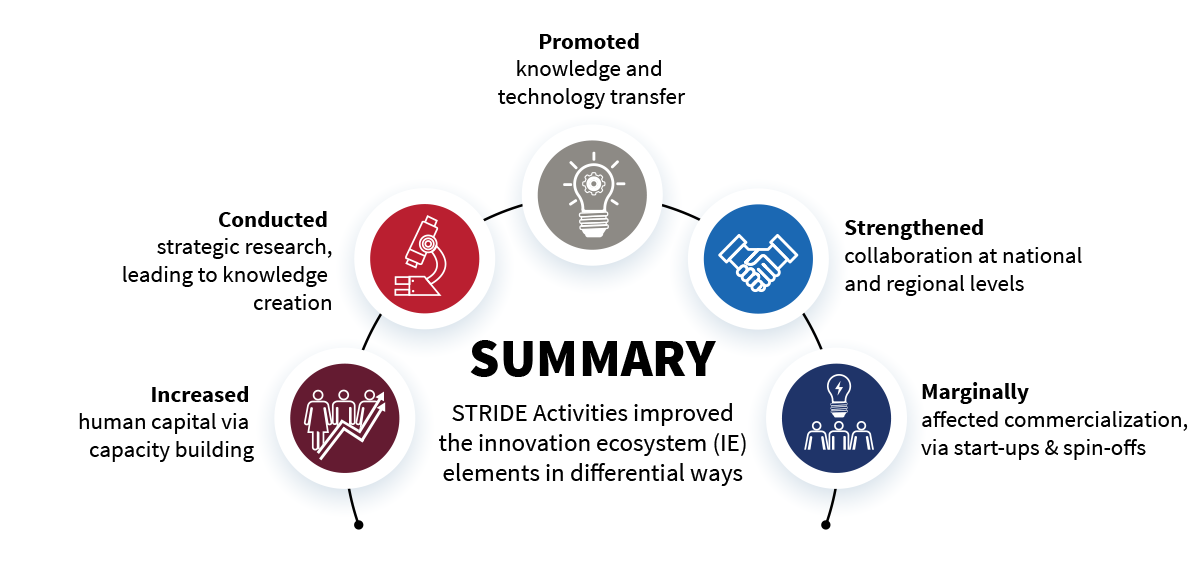 Promoted
knowledge and
technology transfer
Conducted
strategic research,
leading to knowledge
creation
Strengthened
collaboration at national
and regional levels
Increased
human capital via
capacity building
SUMMARY
STRIDE Activities improved
the innovation ecosystem (IE)
elements in differential ways
Marginally
affected commercialization,
via start-ups & spin-offs